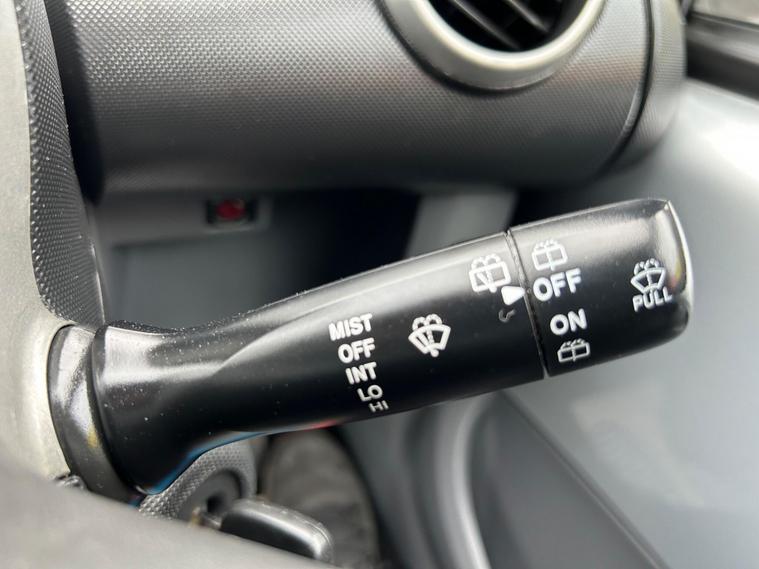 MIST
OFF
INT
LO
HI
OFF
ON
PULL